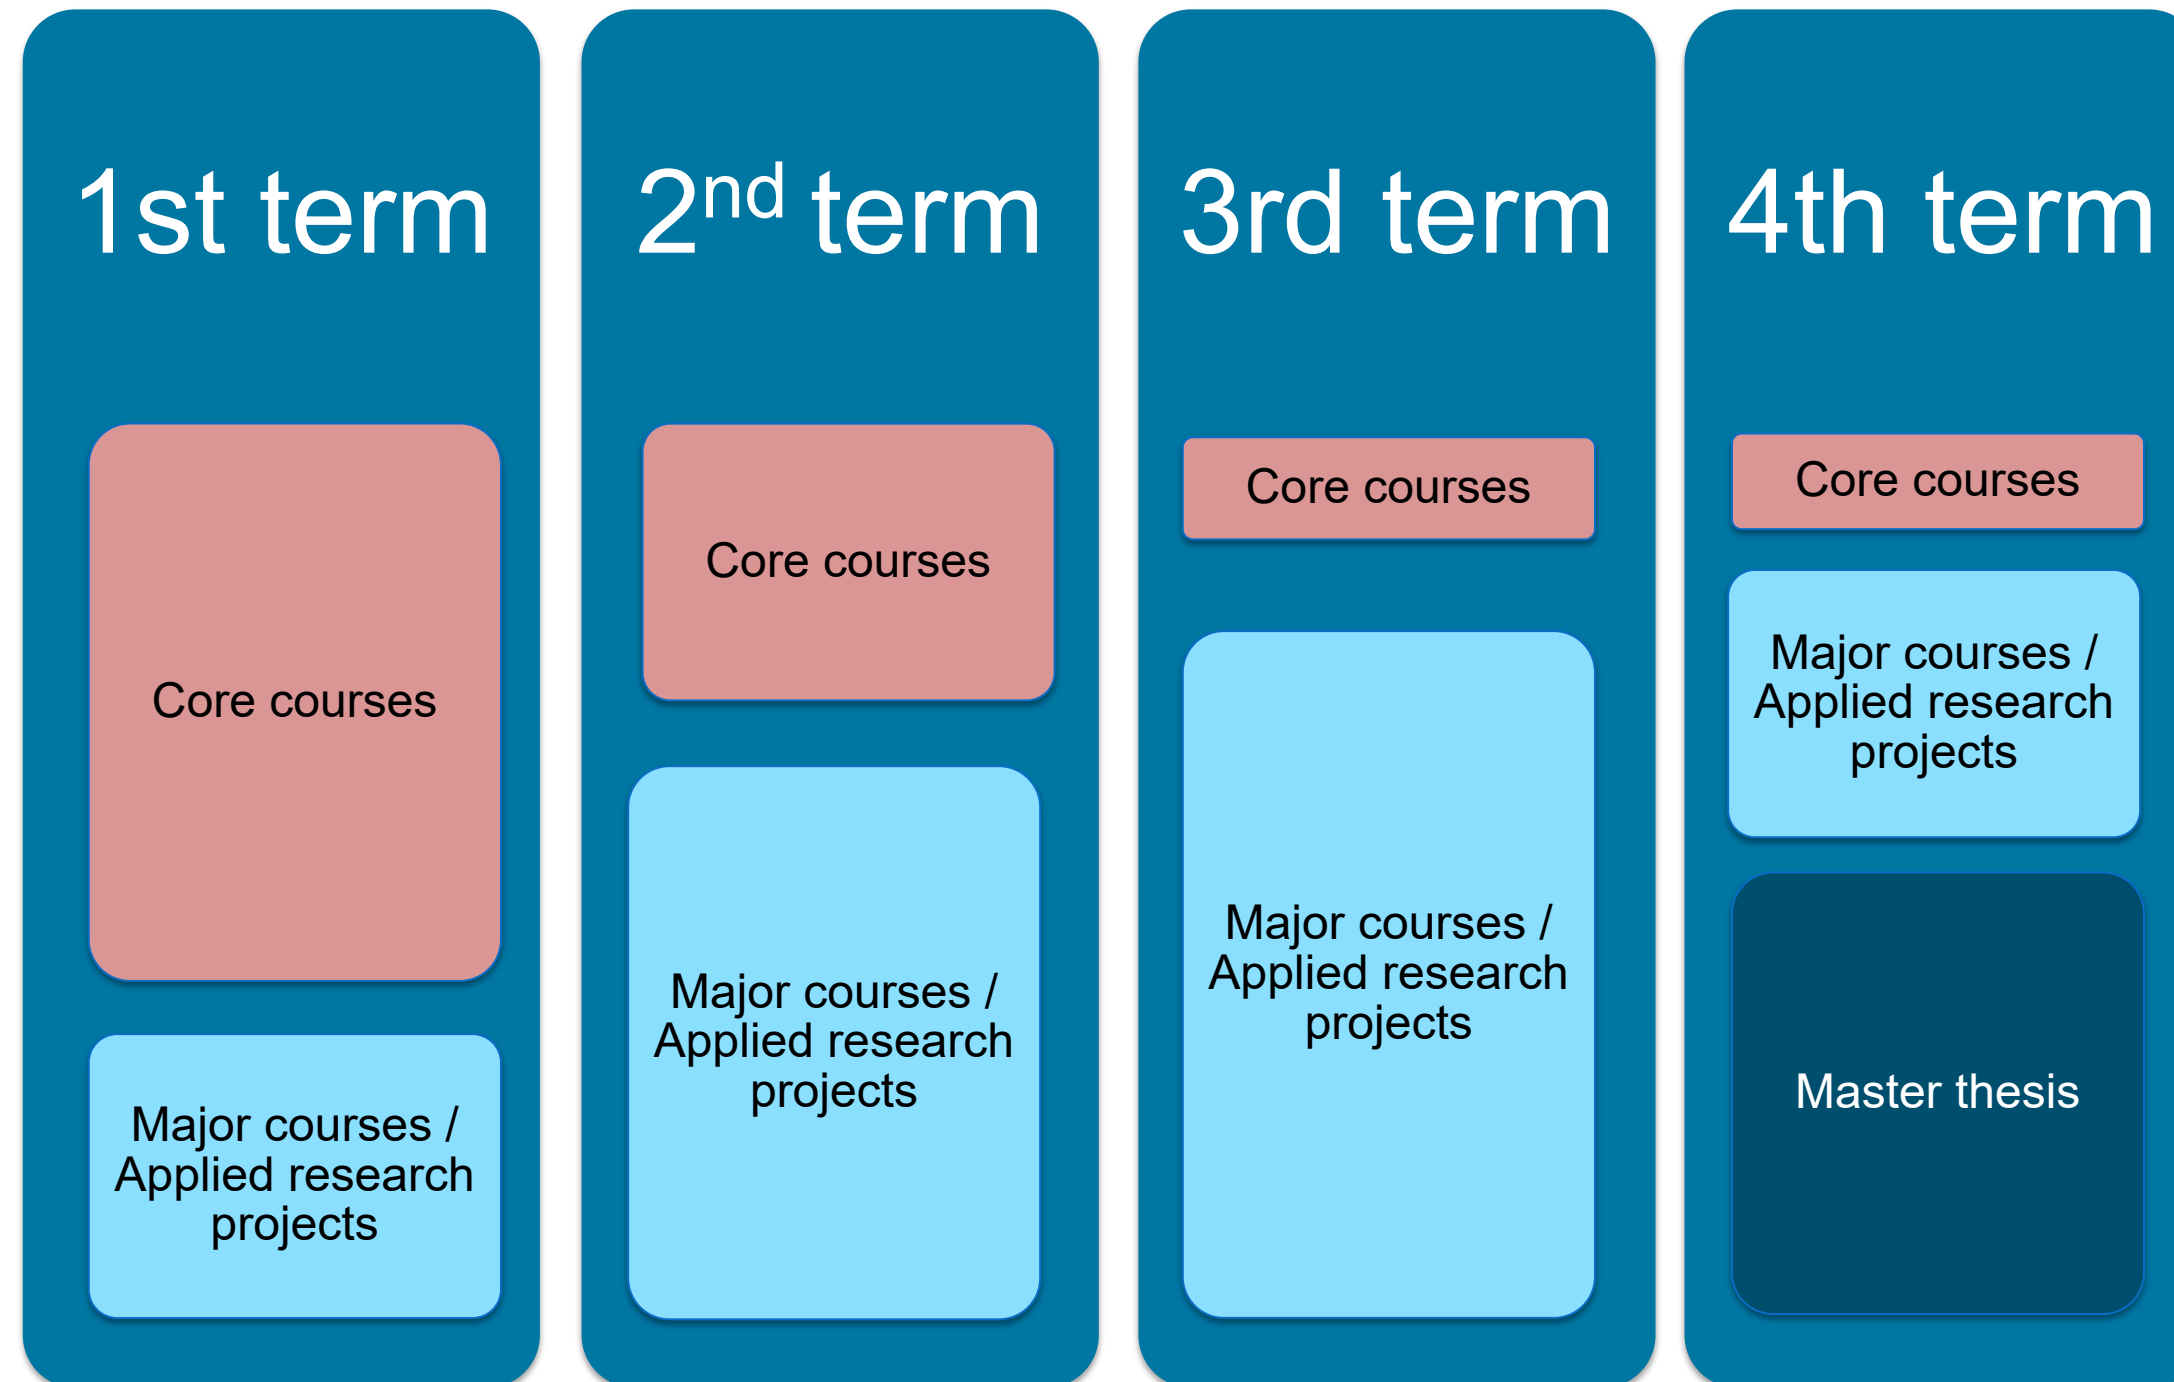 1st term
Core courses
Major courses /
Applied research
projects
2nd term
Core courses
Major courses /
Applied research
projects
3rd term
Core courses
Major courses /
Applied research
projects
4th term
Core courses
Major courses /
Applied research
projects
Master thesis